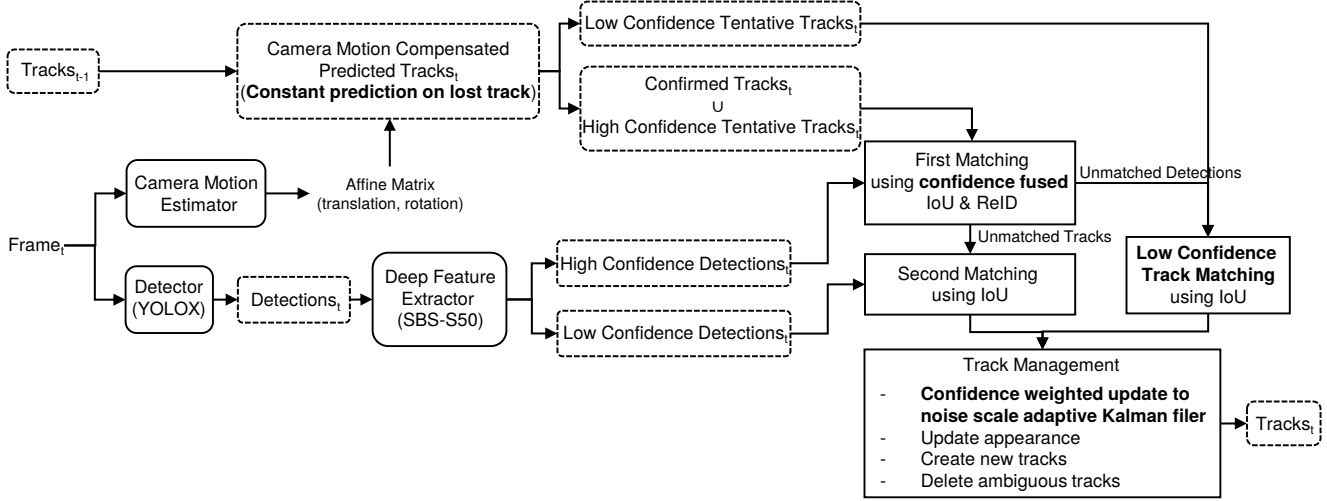 Low Confidence Tentative Tracks_t
Tracks_t-1
Camera Motion Compensated
Predicted Tracks_t
(Constant prediction on lost track)
Confirmed Tracks_t
∪
High Confidence Tentative Tracks_t
Camera Motion
Estimator
Affine Matrix
(translation, rotation)
First Matching
using confidence fused
IoU & ReID
Unmatched Detections
Unmatched Tracks
Frame_t
Detector
(YOLOX)
Detections_t
Deep Feature
Extractor
(SBS-S50)
High Confidence Detections_t
Low Confidence Detections_t
Second Matching
using IoU
Low Confidence
Track Matching
using IoU
Track Management
- Confidence weighted update to
noise scale adaptive Kalman filer
- Update appearance
- Create new tracks
- Delete ambiguous tracks
Tracks_t